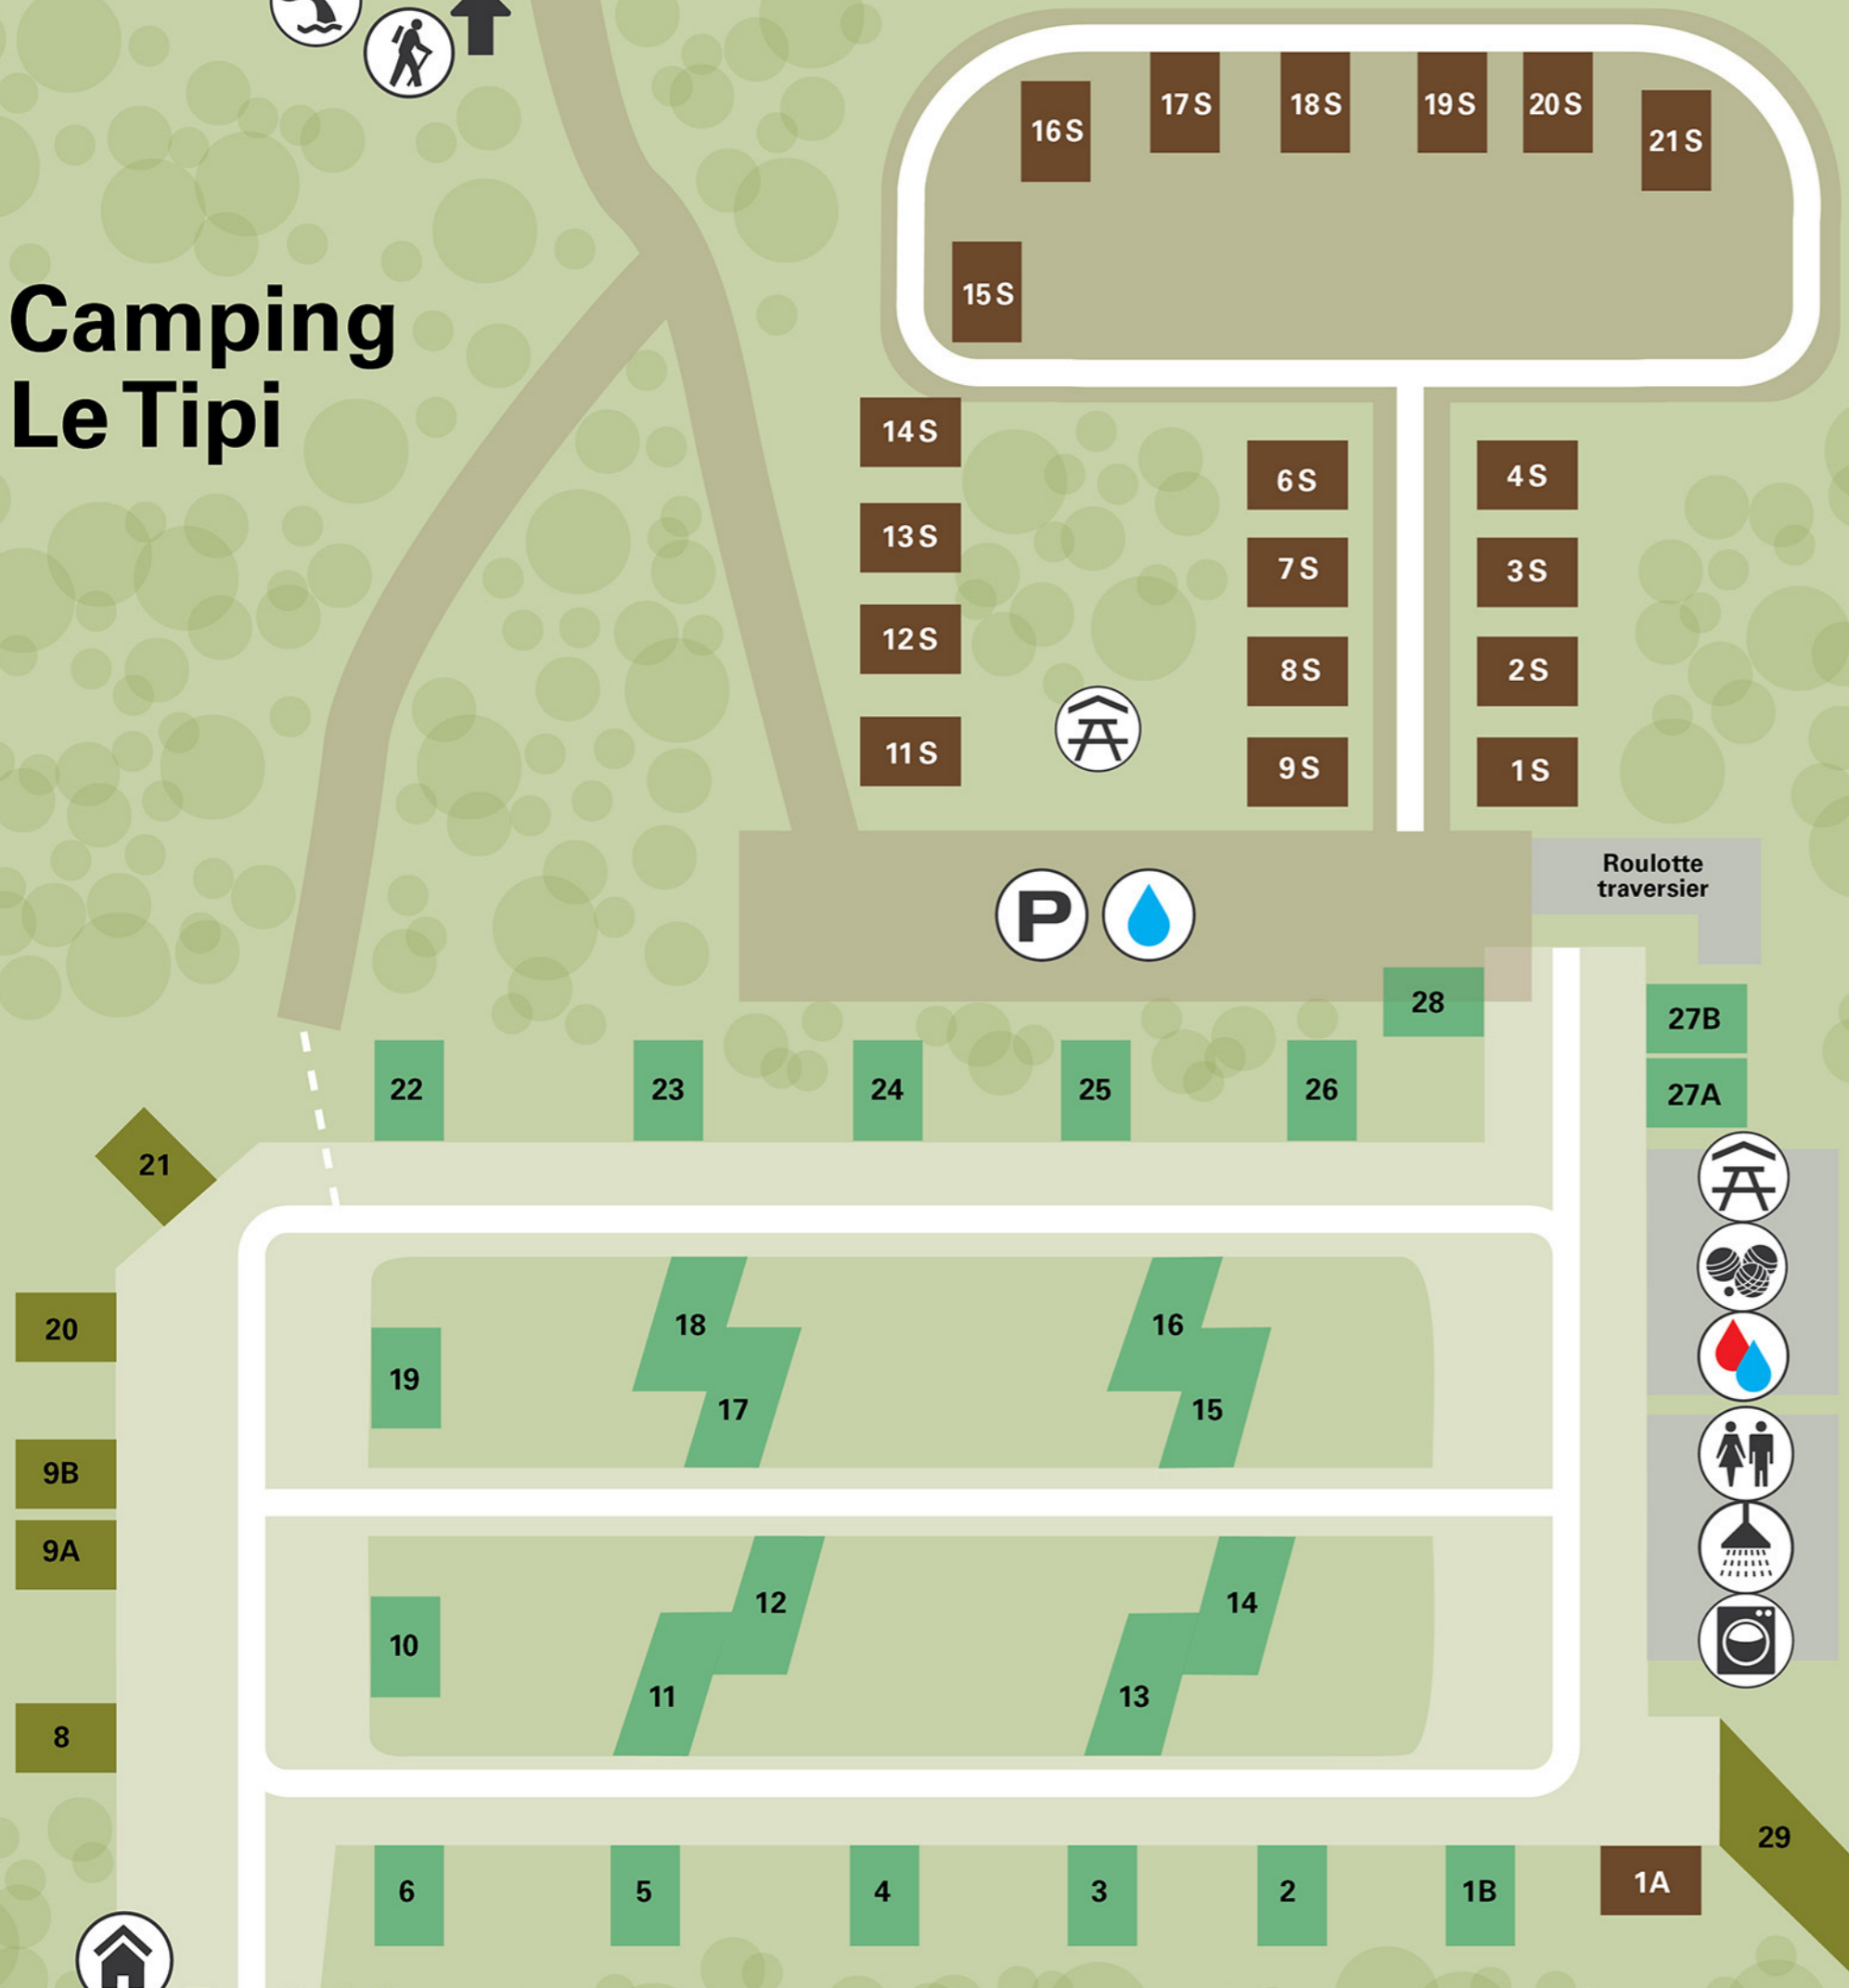 17 S
18 S
19 S
20 S
16 S
21 S
15 S
Camping
Le Tipi
14 S
6 S
4 S
13 S
7 S
3 S
12 S
8 S
2 S
11 S
9 S
1 S
Roulotte
traversier
P
28
27B
22
23
24
25
26
27A
21
20
18
16
19
17
15
9B
9A
12
14
10
11
13
8
29
6
5
4
3
2
1B
1A